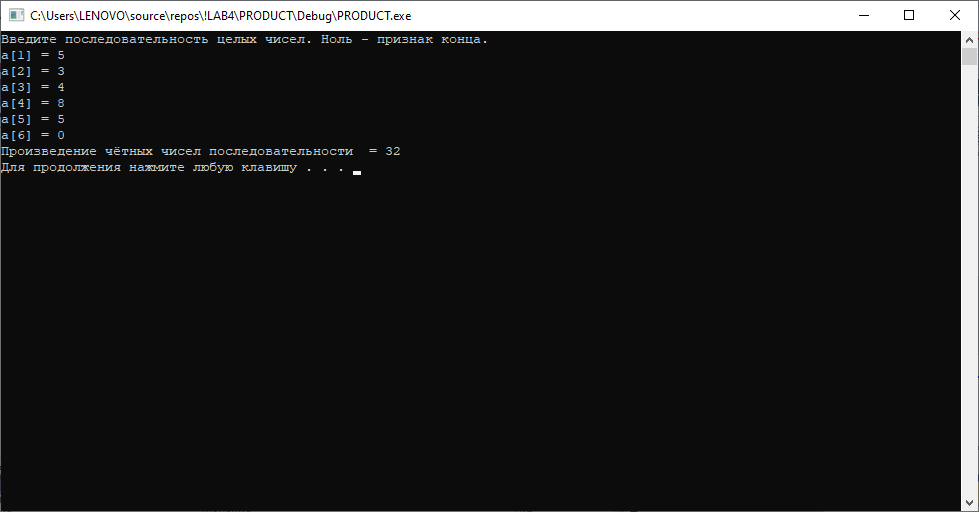 C:\Users\LENOVO\source\repos\!LAB4\PRODUCT\Debug\PRODUCT.exe
Введите последовательность целых чисел. Ноль - признак конца.
a[1] = 5
a[2] = 3
a[3] = 4
a[4] = 8
a[5] = 5
a[6] = 0
Произведение чётных чисел последовательности  = 32
Для продолжения нажмите любую клавишу . . .